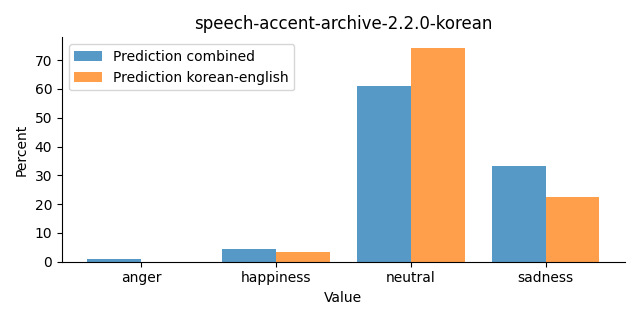 speech-accent-archive-2.2.0-korean
Prediction combined
Prediction korean-english
Percent
70
60
50
40
30
20
10
0
anger happiness neutral sadness
Value